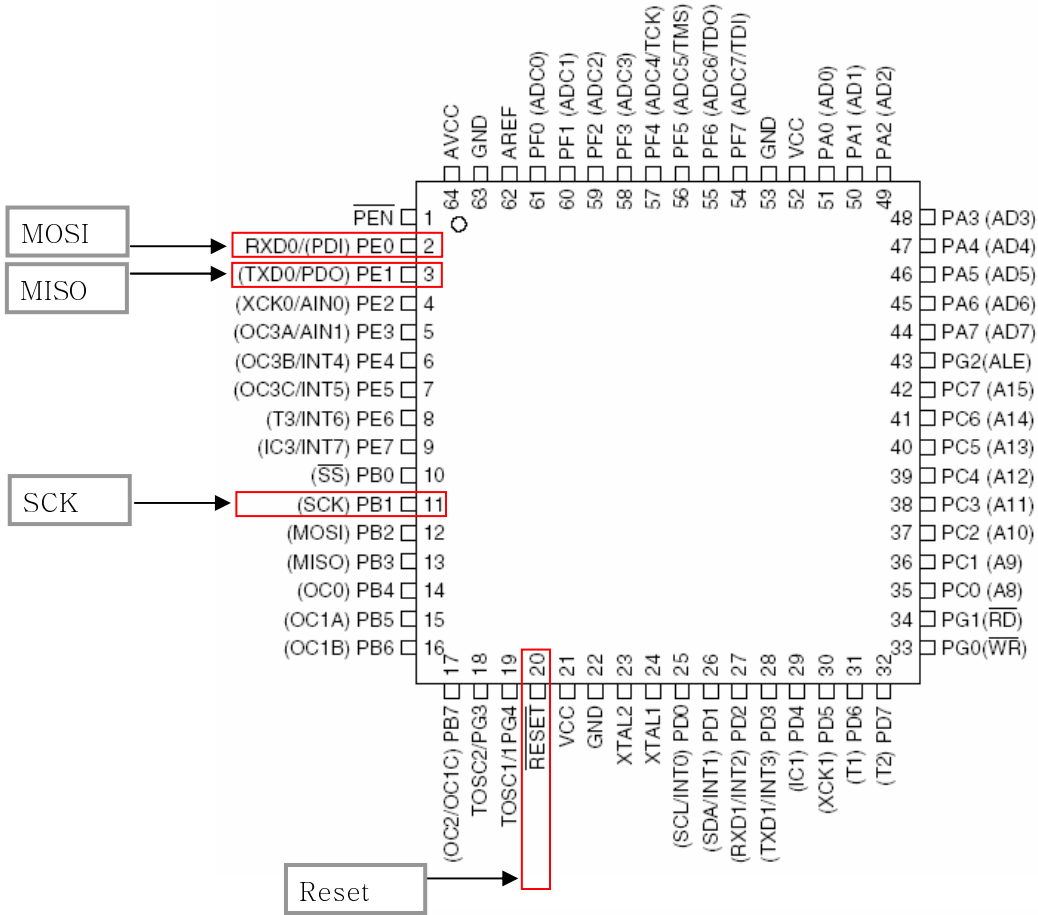 AVCC
GND
AREF
PF0 (ADC0)
PF1 (ADC1)
PF2 (ADC2)
PF3 (ADC3)
PF4 (ADC4/TCK)
PF5 (ADC5/TMS)
PF6 (ADC6/TDO)
PF7 (ADC7/TDI)
GND
VCC
PA0 (AD0)
PA1 (AD1)
PA2 (AD2)
64
63
62
61
60
59
58
57
56
55
54
53
52
51
50
49
MOSI
MISO
SCK
PEN 1
RXD0/(PDI) PE0 2
(TXD0/PDO) PE1 3
(XCK0/AIN0) PE2 4
(OC3A/AIN1) PE3 5
(OC3B/INT4) PE4 6
(OC3C/INT5) PE5 7
(T3/INT6) PE6 8
(IC3/INT7) PE7 9
(SS) PB0 10
(SCK) PB1 11
(MOSI) PB2 12
(MISO) PB3 13
(OC0) PB4 14
(OC1A) PB5 15
(OC1B) PB6 16
48 PA3 (AD3)
47 PA4 (AD4)
46 PA5 (AD5)
45 PA6 (AD6)
44 PA7 (AD7)
43 PG2(ALE)
42 PC7 (A15)
41 PC6 (A14)
40 PC5 (A13)
39 PC4 (A12)
38 PC3 (A11)
37 PC2 (A10)
36 PC1 (A9)
35 PC0 (A8)
34 PG1(RD)
33 PG0(WR)
17
18
19
20
21
22
23
24
25
26
27
28
29
30
31
32
(OC2/OC1C) PB7
TOSC2/PG3
TOSC1/1PG4
RESET
VCC
GND
XTAL2
XTAL1
(SCL/INT0) PD0
(SDA/INT1) PD1
(RXD1/INT2) PD2
(TXD1/INT3) PD3
(IC1) PD4
(XCK1) PD5
(T1) PD6
(T2) PD7
Reset